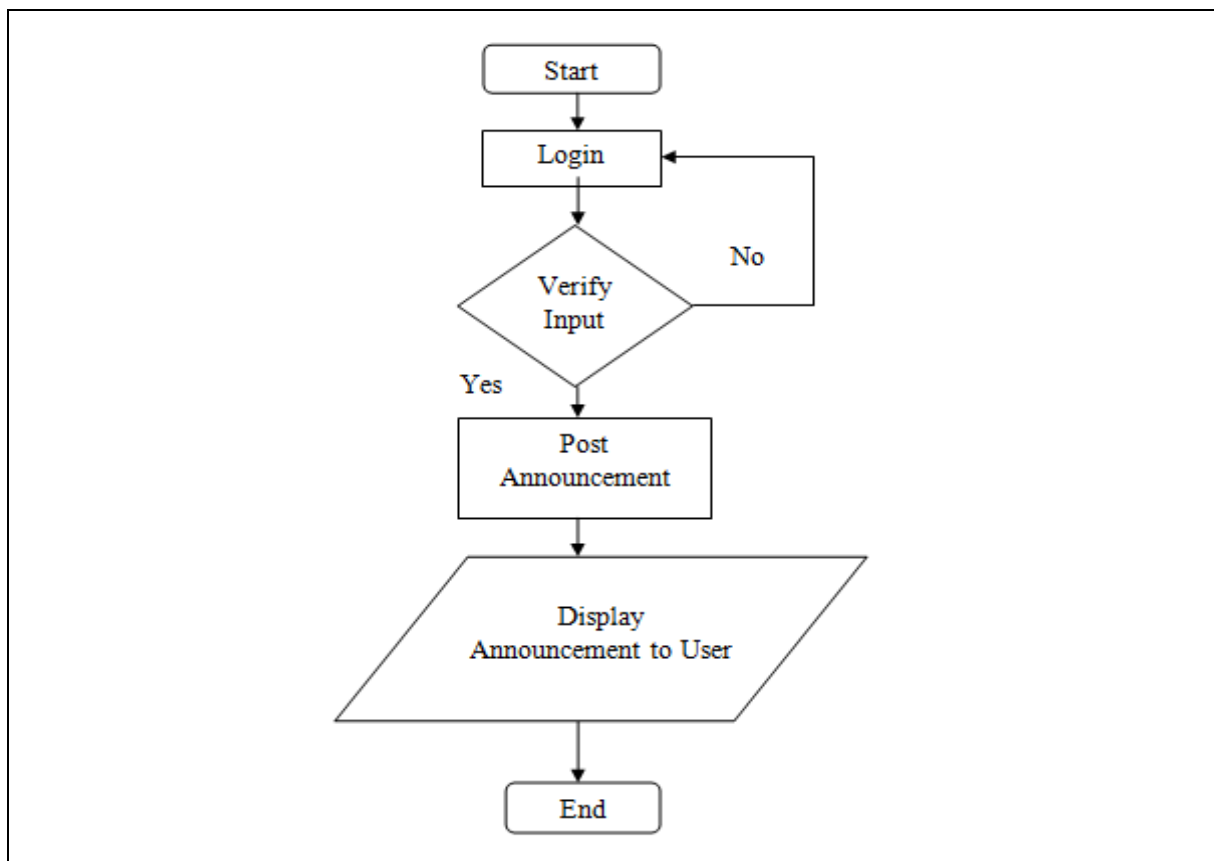 Start
Login
No
Verify
Input
Yes
Post
Announcement
Display
Announcement to User
End